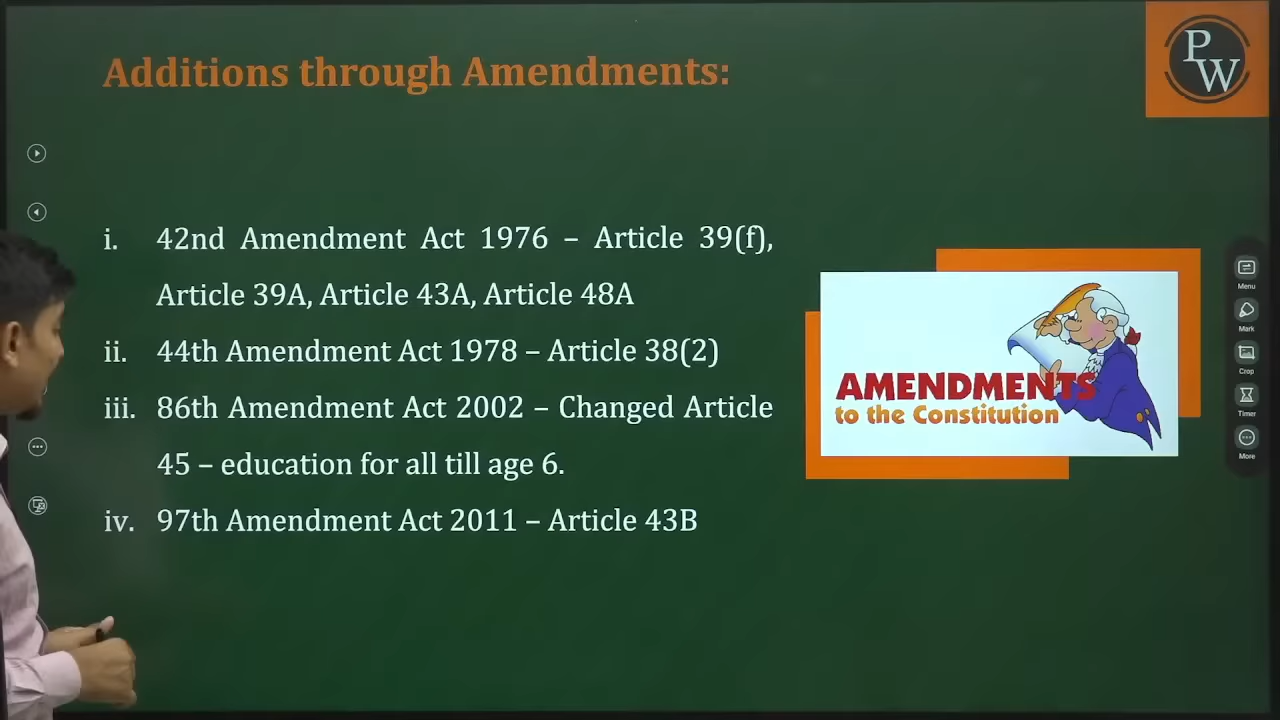 Additions through Amendments:
PW
i. 42nd Amendment Act 1976 – Article 39(f),
Article 39A, Article 43A, Article 48A
ii. 44th Amendment Act 1978 – Article 38(2)
iii. 86th Amendment Act 2002 – Changed Article
45 – education for all till age 6.
iv. 97th Amendment Act 2011 – Article 43B
AMENDMENTS
to the Constitution
Menu
Mark
Crop
Timer
More